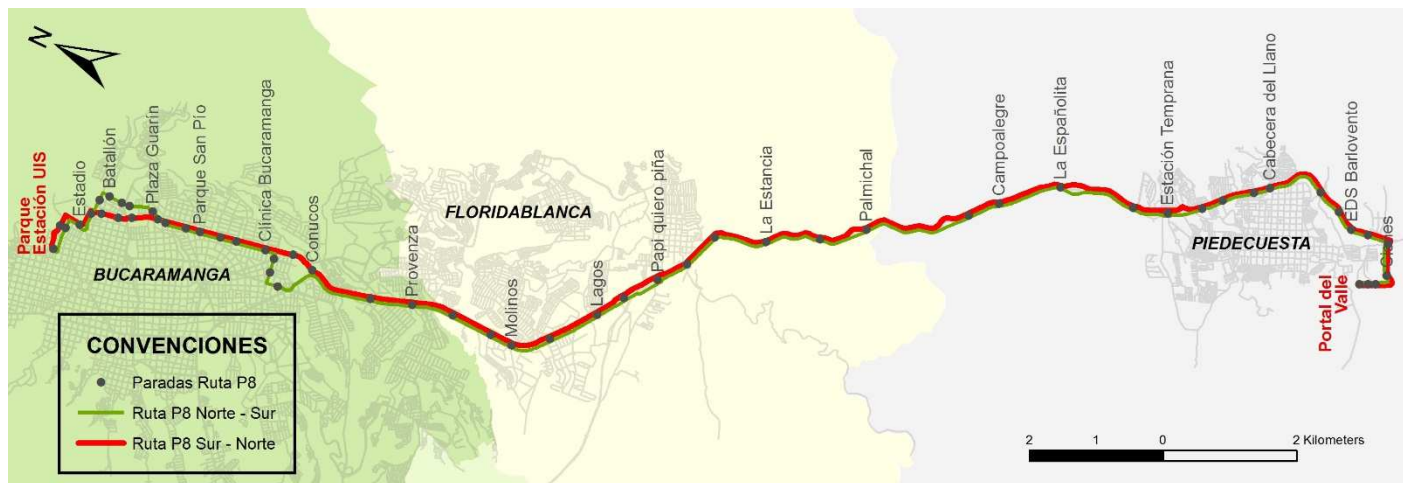 N
Parque
Estación UIS
Estadio
Batallón
Plaza Guarín
Parque San Pío
Clínica Bucaramanga
Conucos
Provenza
Molinos
Lagos
Papi quiero piña
La Estancia
Palmichal
Campoalegre
La Españolita
Estación Temprana
Cabecera del Llano
EDS Barlovento
Portal del
Valle
BUCARAMANGA
FLORIDABLANCA
PIEDECUESTA
CONVENCIONES
Paradas Ruta P8
Ruta P8 Norte - Sur
Ruta P8 Sur - Norte
2 1 0 2 Kilometers